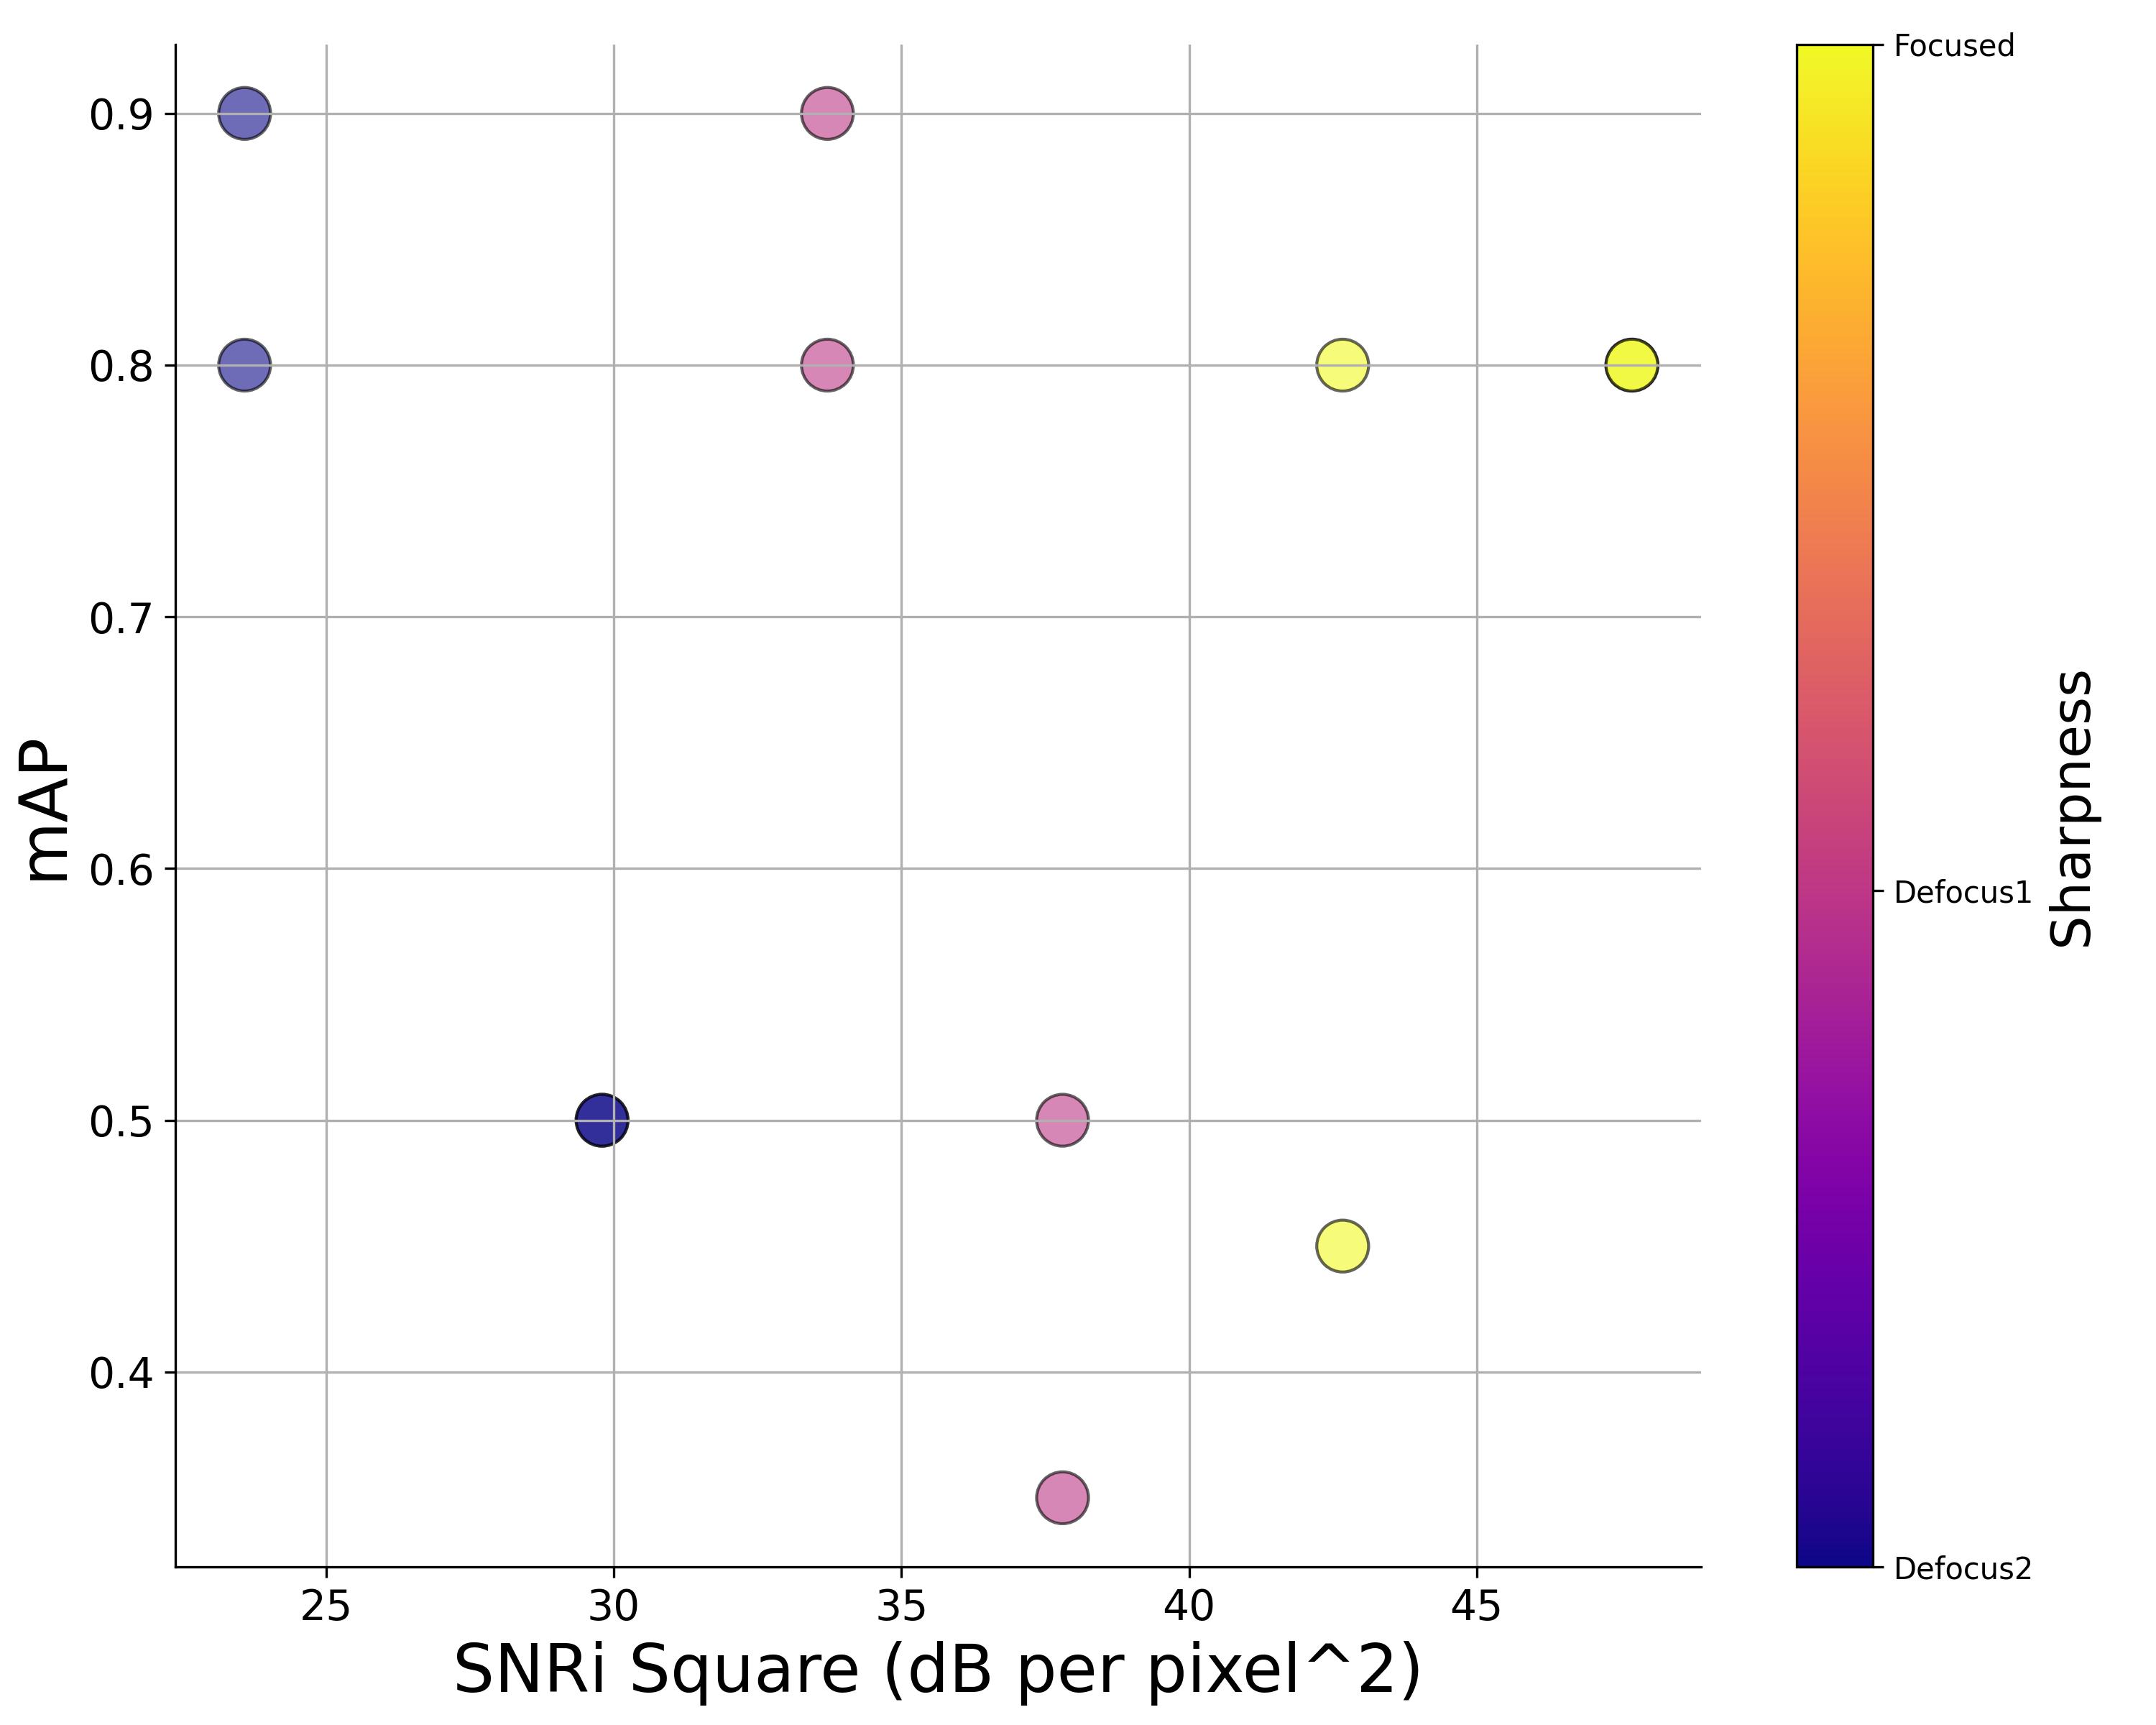 mAP
0.9
0.8
0.7
0.6
0.5
0.4
25
30
35
40
45
SNRi Square (dB per pixel^2)
Focused
Defocus1
Defocus2
Sharpness